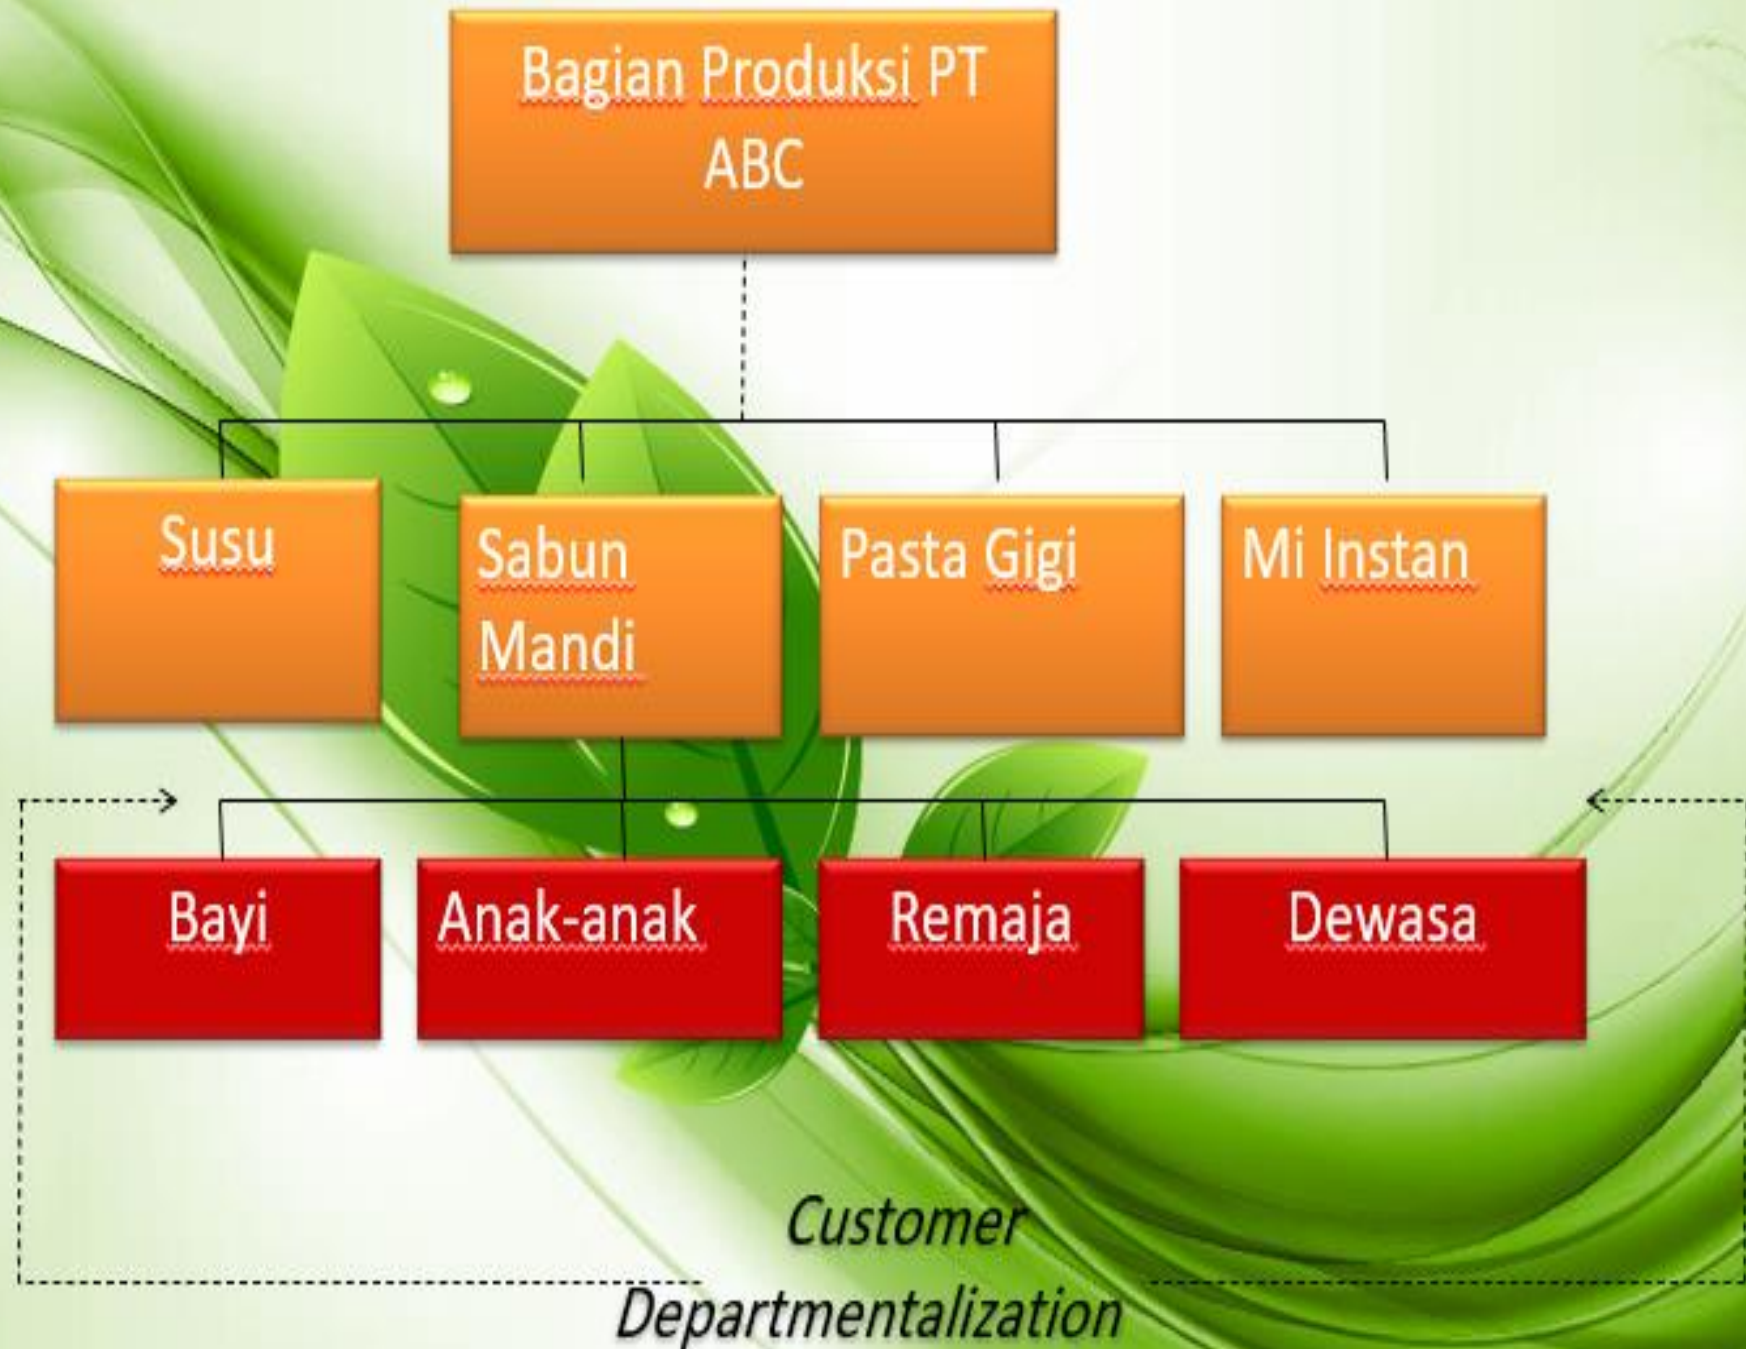 Bagian Produksi PT
ABC
Susu
Sabun
Mandi
Pasta Gigi
Mi Instan
Bayi
Anak-anak
Remaja
Dewasa
Customer
Departmentalization